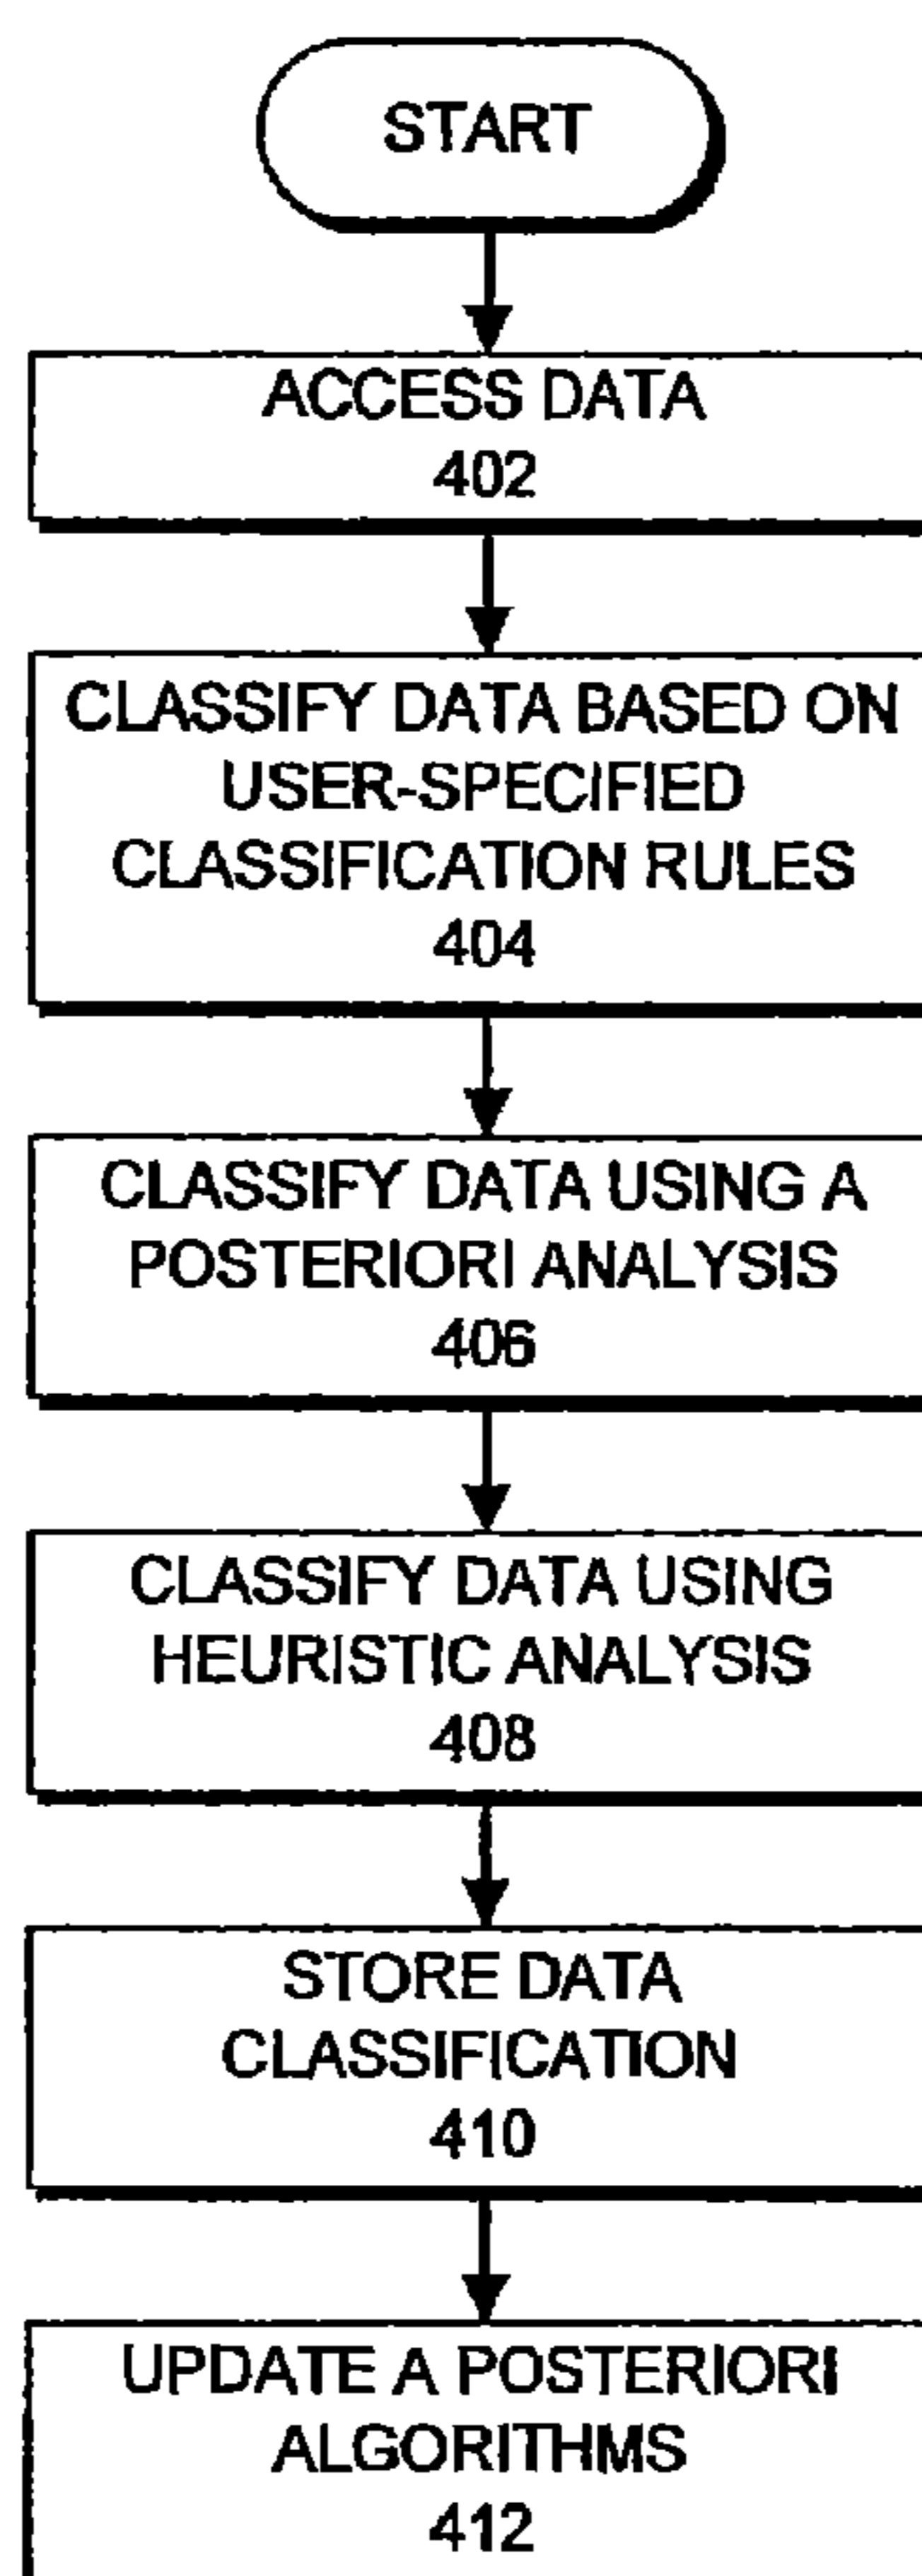 START
ACCESS DATA
402
CLASSIFY DATA BASED ON
USER-SPECIFIED
CLASSIFICATION RULES
404
CLASSIFY DATA USING A
POSTERIORI ANALYSIS
406
CLASSIFY DATA USING
HEURISTIC ANALYSIS
408
STORE DATA
CLASSIFICATION
410
UPDATE A POSTERIORI
ALGORITHMS
412